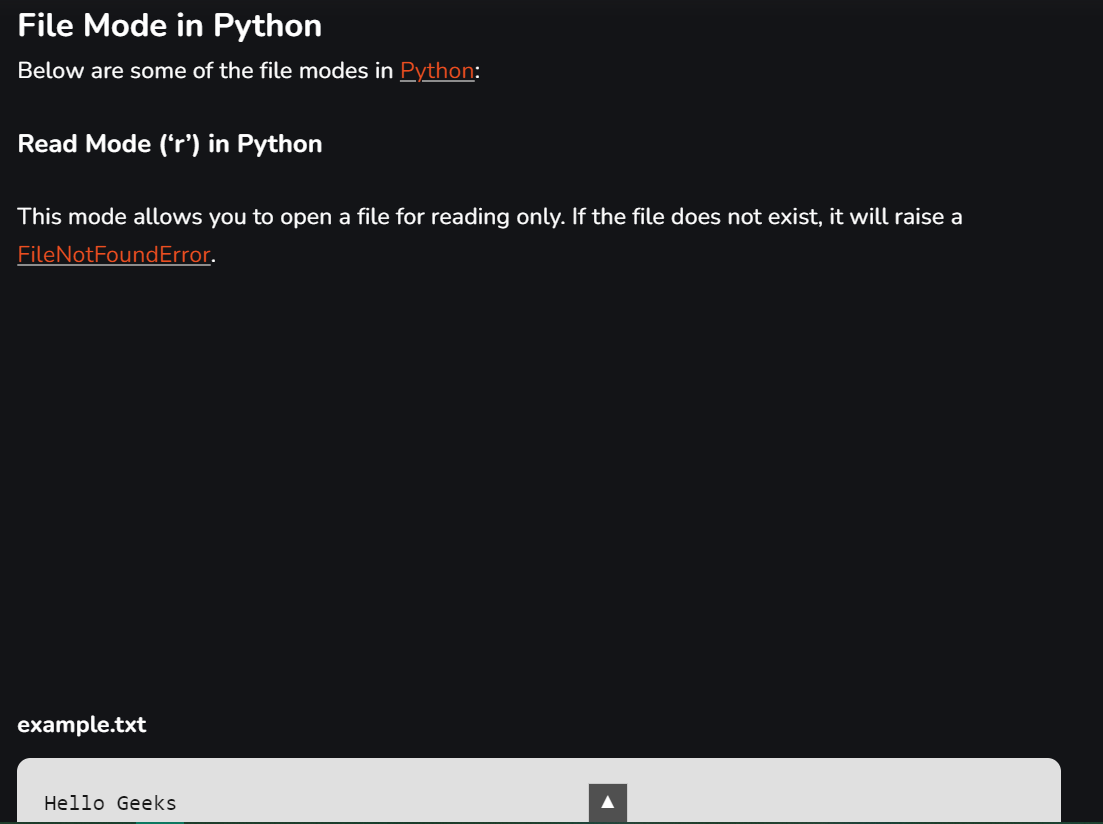 File Mode in Python
Below are some of the file modes in Python:
Read Mode (‘r’) in Python
This mode allows you to open a file for reading only. If the file does not exist, it will raise a
FileNotFoundError.
example.txt
Hello Geeks